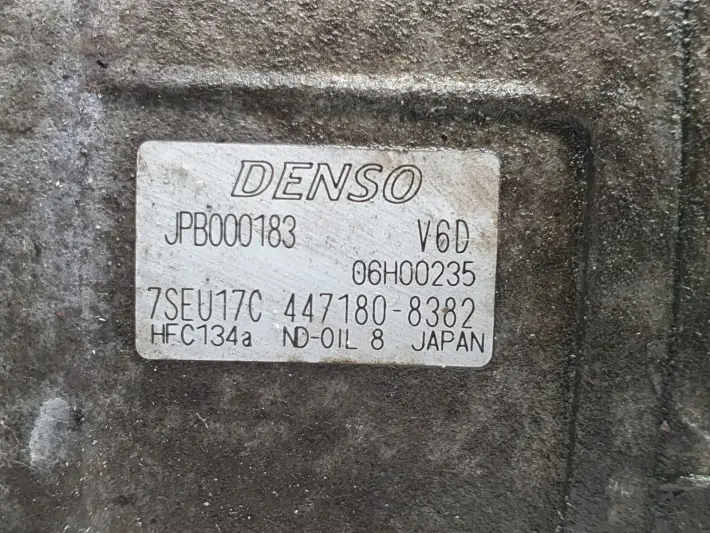 DENSO
JPB000183 V6D
06H00235
7SEU17C 447180-8382
HFC134a ND-OIL 8 JAPAN